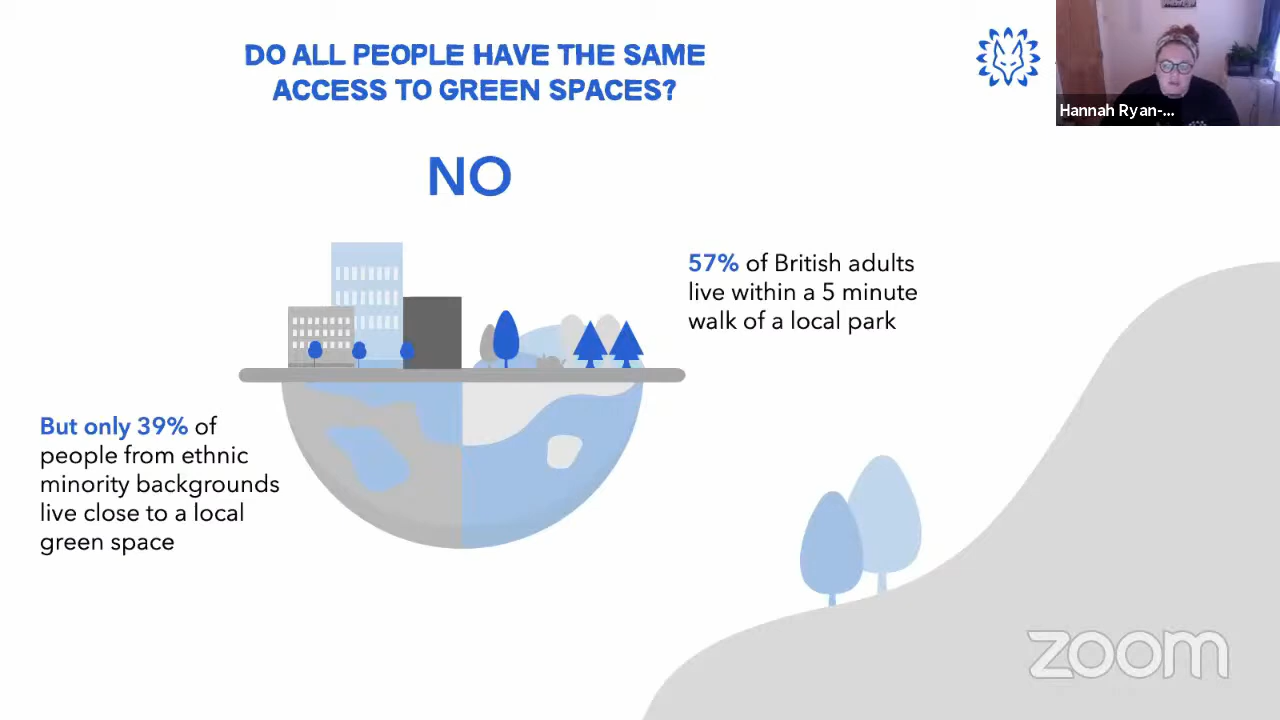 DO ALL PEOPLE HAVE THE SAME
ACCESS TO GREEN SPACES?
NO
Hannah Ryan-...
57% of British adults
live within a 5 minute
walk of a local park
But only 39% of
people from ethnic
minority backgrounds
live close to a local
green space
zoom